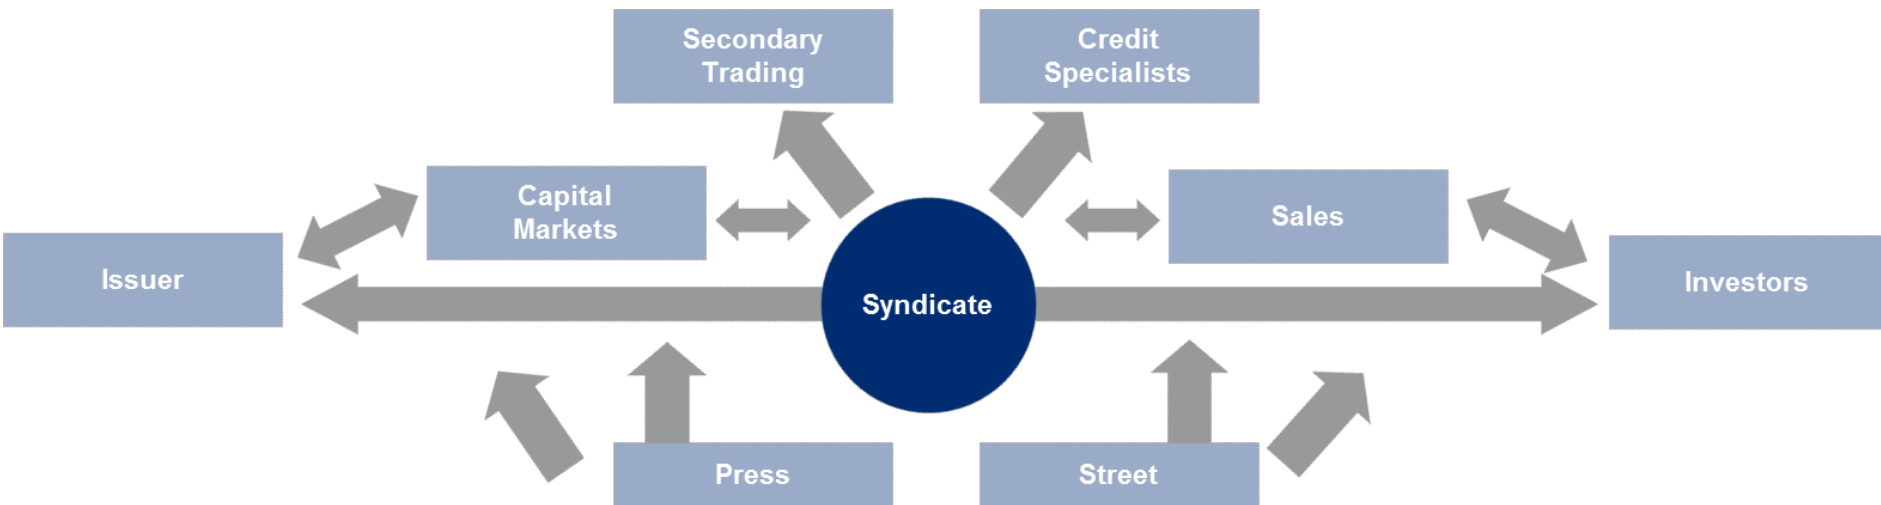 Secondary
Trading
Credit
Specialists
Capital
Markets
Sales
Issuer
Investors
Syndicate
Press
Street